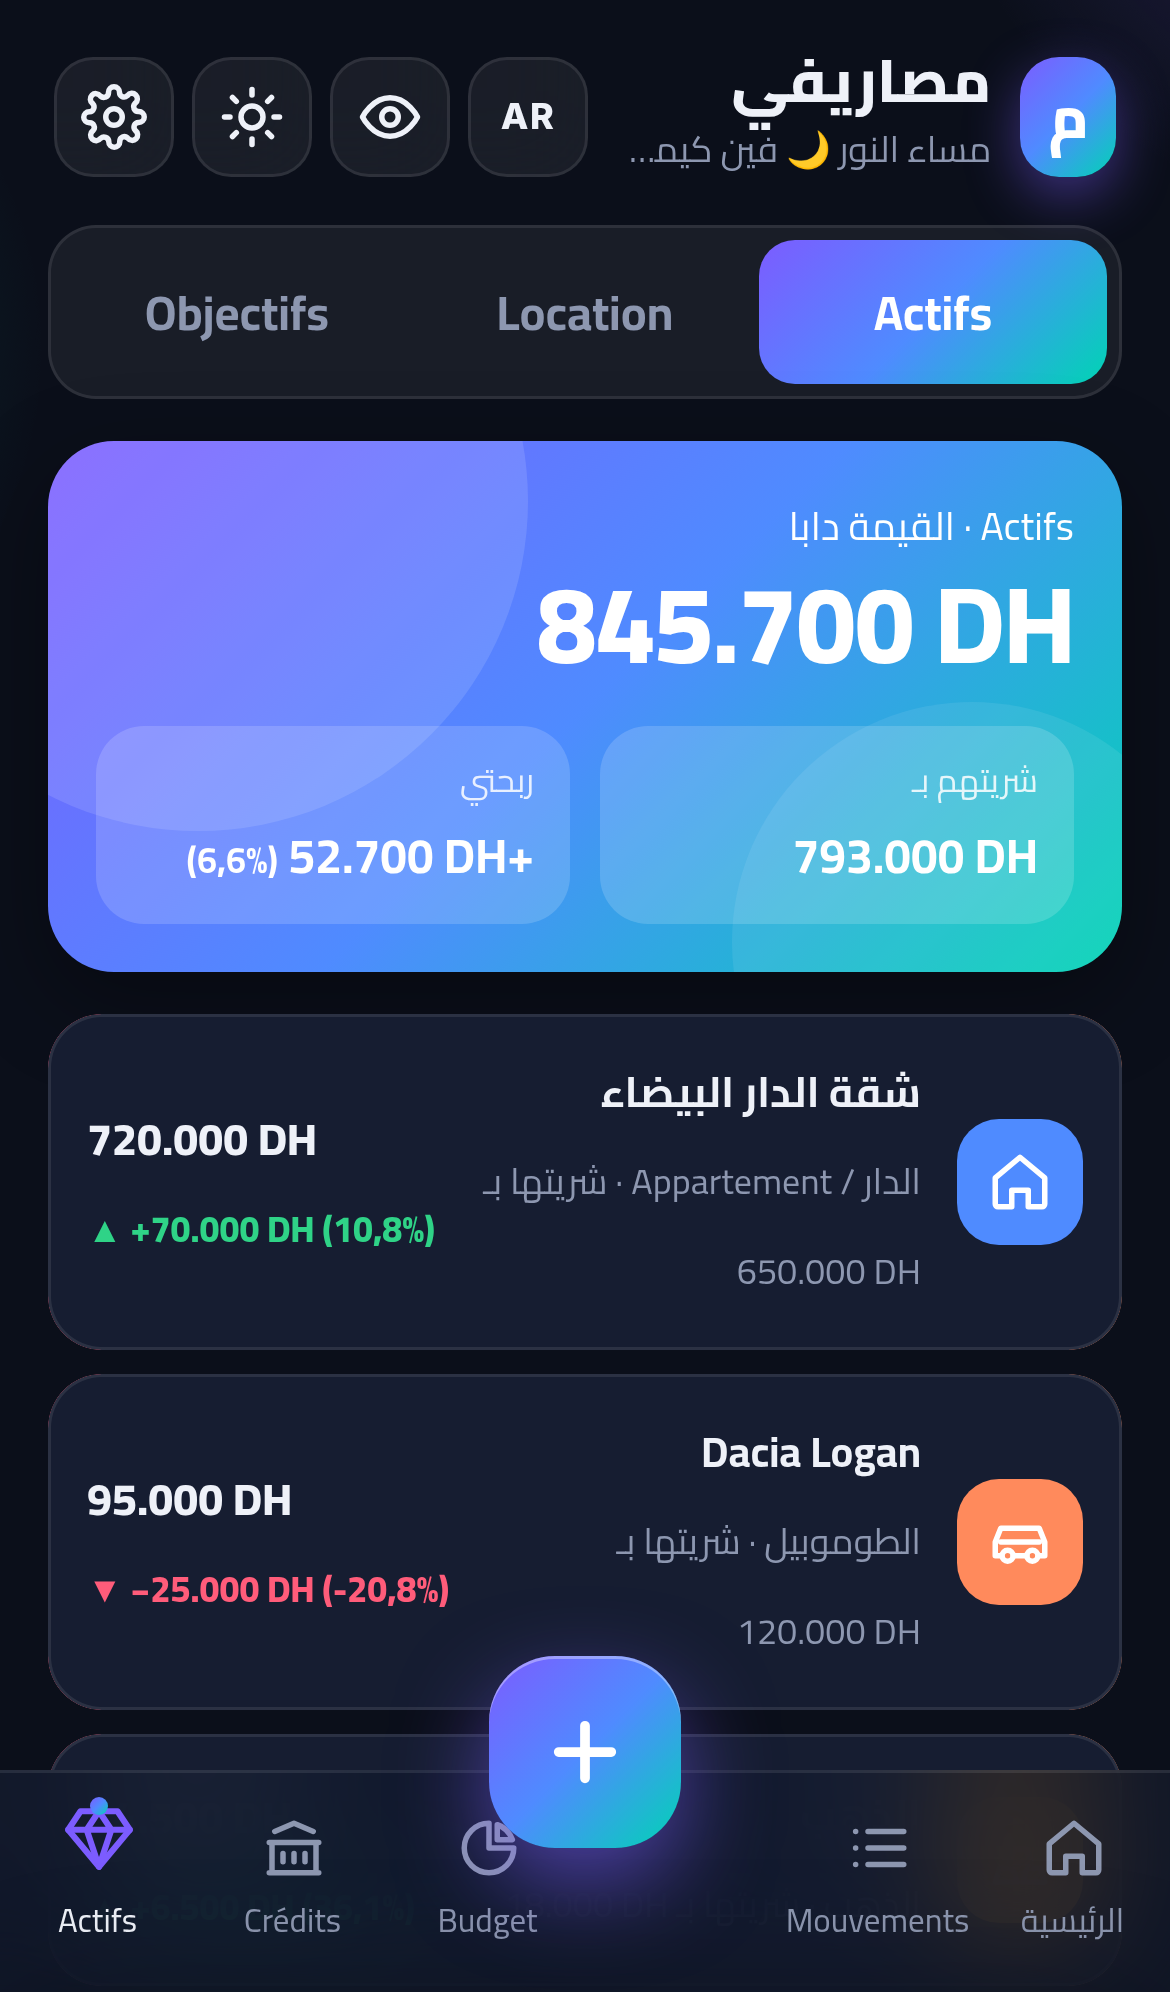 م
مصاريفي
مساء النور 🌙 فين كيمـ...
AR
Actifs
Location
Objectifs
Actifs · القيمة دابا
845.700 DH
شريتهم بـ
793.000 DH
ربحتي
+52.700 DH (6,6%)
شقة الدار البيضاء
الدار / Appartement · شريتها بـ
650.000 DH
720.000 DH
▲ +70.000 DH (10,8%)
Dacia Logan
الطوموبيل · شريتها بـ
120.000 DH
95.000 DH
▼ −25.000 DH (-20,8%)
الرئيسية
Mouvements
Budget
Crédits
Actifs